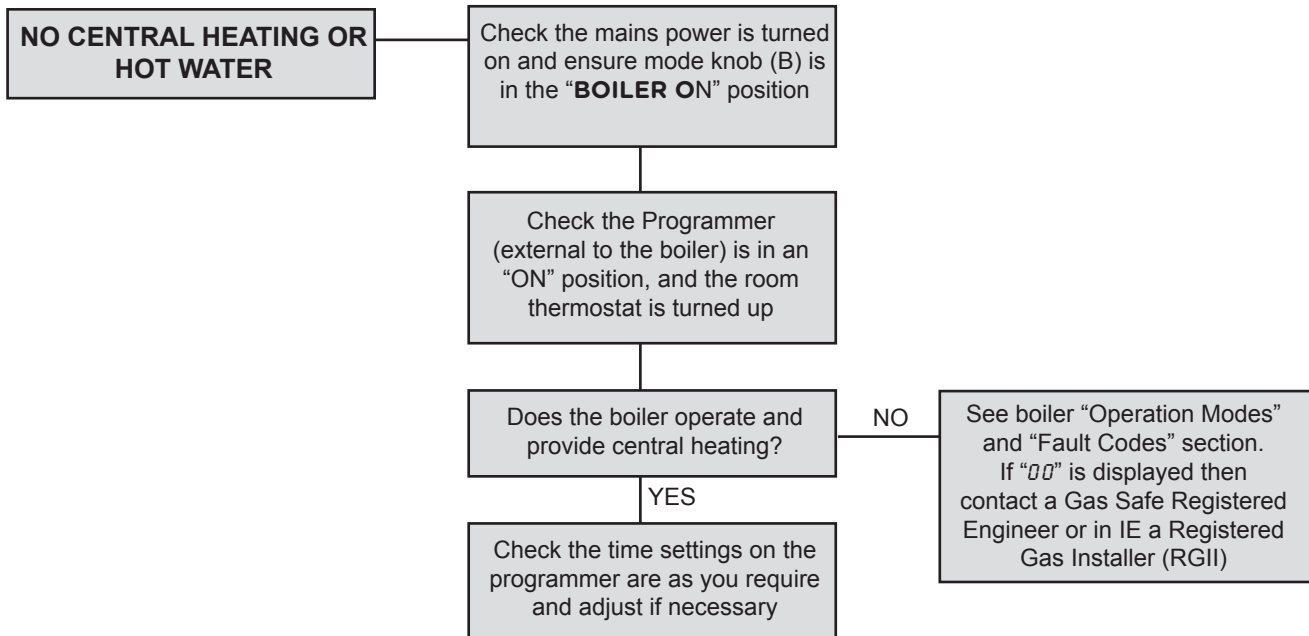 NO CENTRAL HEATING OR
HOT WATER
Check the mains power is turned
on and ensure mode knob (B) is
in the “BOILER ON” position
Check the Programmer
(external to the boiler) is in an
“ON” position, and the room
thermostat is turned up
Does the boiler operate and
provide central heating?
NO
See boiler “Operation Modes”
and “Fault Codes” section.
If “00” is displayed then
contact a Gas Safe Registered
Engineer or in IE a Registered
Gas Installer (RGII)
YES
Check the time settings on the
programmer are as you require
and adjust if necessary